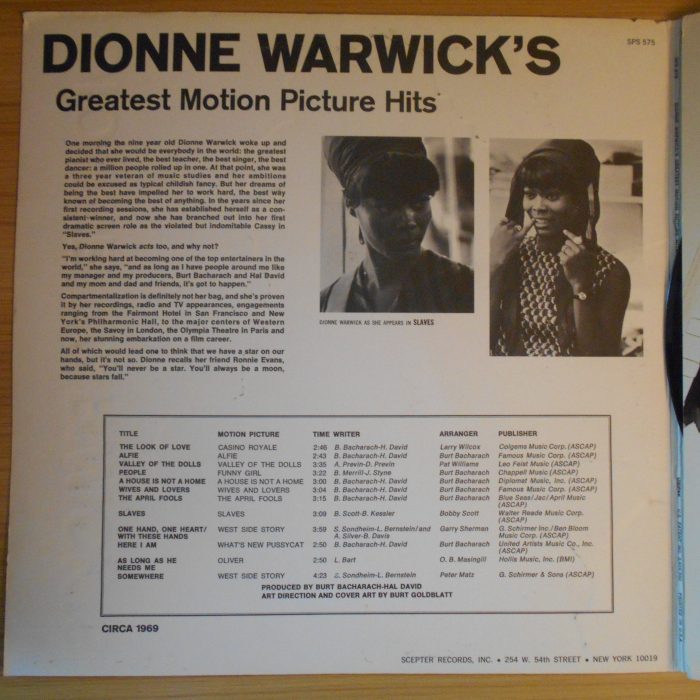 DIONNE WARWICK'S
SPS 575
Greatest Motion Picture Hits
One morning the nine year old Dionne Warwick woke up and
decided that she would be everybody in the world: the greatest
pianist who ever lived, the best teacher, the best singer, the best
dancer: a million people rolled up in one. At that point, she was
a three year veteran of music studies and her ambitions
could be excused as typical childish fancy. But her dreams of
being the best have impelled her to work hard, the best way
known of becoming the best of anything. In the years since her
first recording sessions, she has established herself as a con-
sistent-winner, and now she has branched out into her first
dramatic screen role as the violated but indomitable Cassy in
"Slaves."
Yes, Dionne Warwick acts too, and why not?
"I'm working hard at becoming one of the top entertainers in the
world," she says, "and as long as I have people around me like
my manager and my producers, Burt Bacharach and Hal David
and my mom and dad and friends, it's got to happen."
Compartmentalization is definitely not her bag, and she's proven
it by her recordings, radio and TV appearances, engagements
ranging from the Fairmont Hotel in San Francisco and New
York's Philharmonic Hall, to the major centers of Western
Europe, the Savoy in London, the Olympia Theatre in Paris and
now, her stunning embarkation on a film career.
All of which would lead one to think that we have a star on our
hands, but it's not so. Dionne recalls her friend Ronnie Evans,
who said, "You'll never be a star. You'll always be a moon,
because stars fall."
DIONNE WARWICK AS SHE APPEARS IN SLAVES
TITLE MOTION PICTURE TIME WRITER ARRANGER PUBLISHER
THE LOOK OF LOVE CASINO ROYALE 2:46 B. Bacharach-H. David Larry Wilcox Colgems Music Corp. (ASCAP)
ALFIE ALFIE 2:43 B. Bacharach-H. David Burt Bacharach Famous Music Corp. (ASCAP)
VALLEY OF THE DOLLS VALLEY OF THE DOLLS 3:35 A. Previn-D. Previn Pat Williams Leo Feist Music (ASCAP)
PEOPLE FUNNY GIRL 3:22 B. Merrill-J. Styne Burt Bacharach Chappell Music (ASCAP)
A HOUSE IS NOT A HOME A HOUSE IS NOT A HOME 3:00 B. Bacharach-H. David Burt Bacharach Diplomat Music, Inc. (ASCAP)
WIVES AND LOVERS WIVES AND LOVERS 3:04 B. Bacharach-H. David Burt Bacharach Famous Music Corp. (ASCAP)
THE APRIL FOOLS THE APRIL FOOLS 3:15 B. Bacharach-H. David Burt Bacharach Blue Seas/Jac/April Music
(ASCAP)
SLAVES SLAVES 3:09 B. Scott-B. Kessler Bobby Scott Walter Reade Music Corp.
(ASCAP)
ONE HAND, ONE HEART/ WEST SIDE STORY 3:59 S. Sondheim-L. Bernstein/and Garry Sherman G. Schirmer Inc./Ben Bloom
WITH THESE HANDS A. Silver-B. Davis Music Corp. (ASCAP)
HERE I AM WHAT'S NEW PUSSYCAT 2:50 B. Bacharach-H. David Burt Bacharach United Artists Music Co., Inc.
(ASCAP)
AS LONG AS HE OLIVER 2:50 L. Bart O. B. Masingill Hollis Music, Inc. (BMI)
NEEDS ME
SOMEWHERE WEST SIDE STORY 4:23 S. Sondheim-L. Bernstein Peter Matz G. Schirmer & Sons (ASCAP)
PRODUCED BY BURT BACHARACH-HAL DAVID
ART DIRECTION AND COVER ART BY BURT GOLDBLATT
CIRCA 1969
SCEPTER RECORDS, INC. • 254 W. 54th STREET • NEW YORK 10019